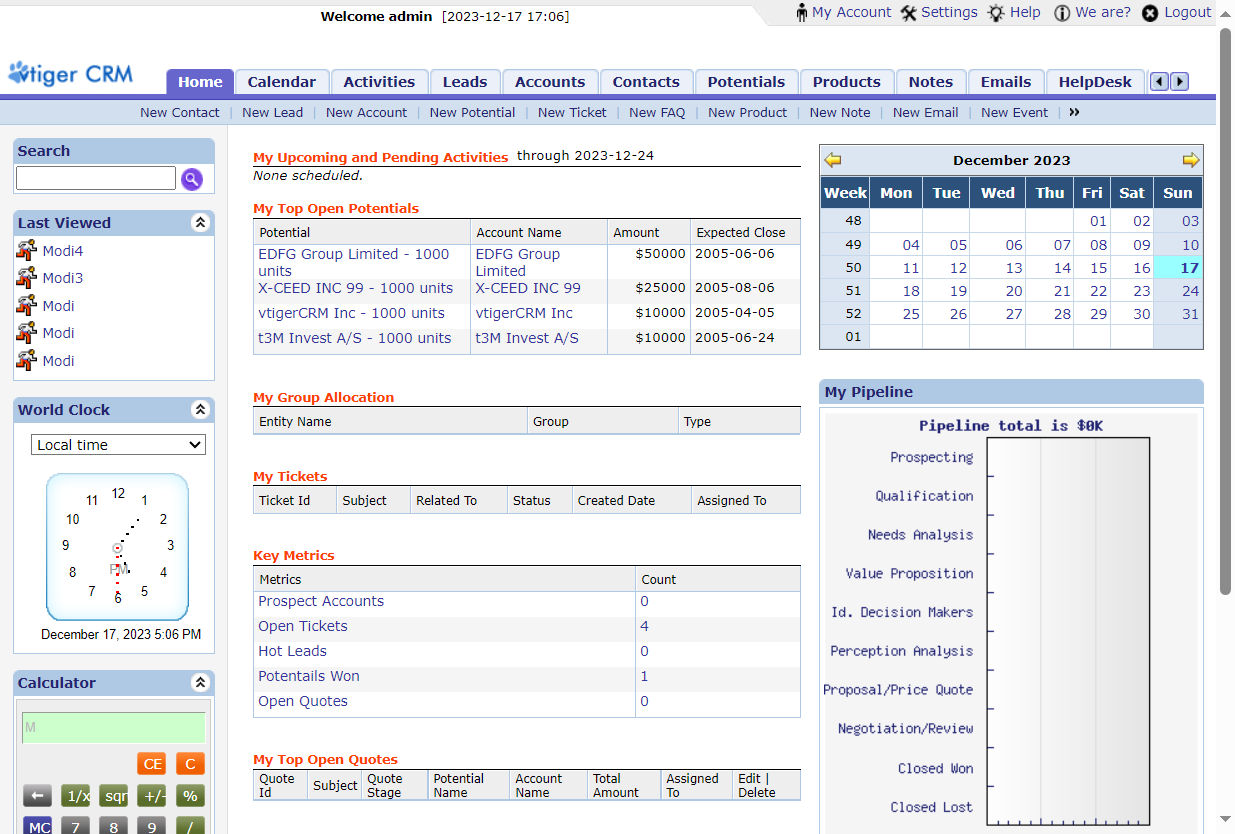 Welcome admin [2023-12-17 17:06]
My Account Settings Help We are? Logout
vtiger CRM
Home Calendar Activities Leads Accounts Contacts Potentials Products Notes Emails HelpDesk
New Contact | New Lead | New Account | New Potential | New Ticket | New FAQ | New Product | New Note | New Email | New Event | »
Search
Last Viewed
Modi4
Modi3
Modi
Modi
Modi
World Clock
Local time
12
11 1
10 2
9 3
8 PM 4
7 5
6
December 17, 2023 5:06 PM
Calculator
M
CE C
← 1/x sqr +/- %
MC 7 8 9 /
My Upcoming and Pending Activities through 2023-12-24
None scheduled.
My Top Open Potentials
Potential Account Name Amount Expected Close
EDFG Group Limited - 1000 EDFG Group $50000 2005-06-06
units Limited
X-CEED INC 99 - 1000 units X-CEED INC 99 $25000 2005-08-06
vtigerCRM Inc - 1000 units vtigerCRM Inc $10000 2005-04-05
t3M Invest A/S - 1000 units t3M Invest A/S $10000 2005-06-24
My Group Allocation
Entity Name Group Type
My Tickets
Ticket Id Subject Related To Status Created Date Assigned To
Key Metrics
Metrics Count
Prospect Accounts 0
Open Tickets 4
Hot Leads 0
Potentails Won 1
Open Quotes 0
My Top Open Quotes
Quote Subject Quote Potential Account Total Assigned Edit |
Id Stage Name Name Amount To Delete
December 2023
Week Mon Tue Wed Thu Fri Sat Sun
48 01 02 03
49 04 05 06 07 08 09 10
50 11 12 13 14 15 16 17
51 18 19 20 21 22 23 24
52 25 26 27 28 29 30 31
01
My Pipeline
Pipeline total is $0K
Prospecting
Qualification
Needs Analysis
Value Proposition
Id. Decision Makers
Perception Analysis
Proposal/Price Quote
Negotiation/Review
Closed Won
Closed Lost